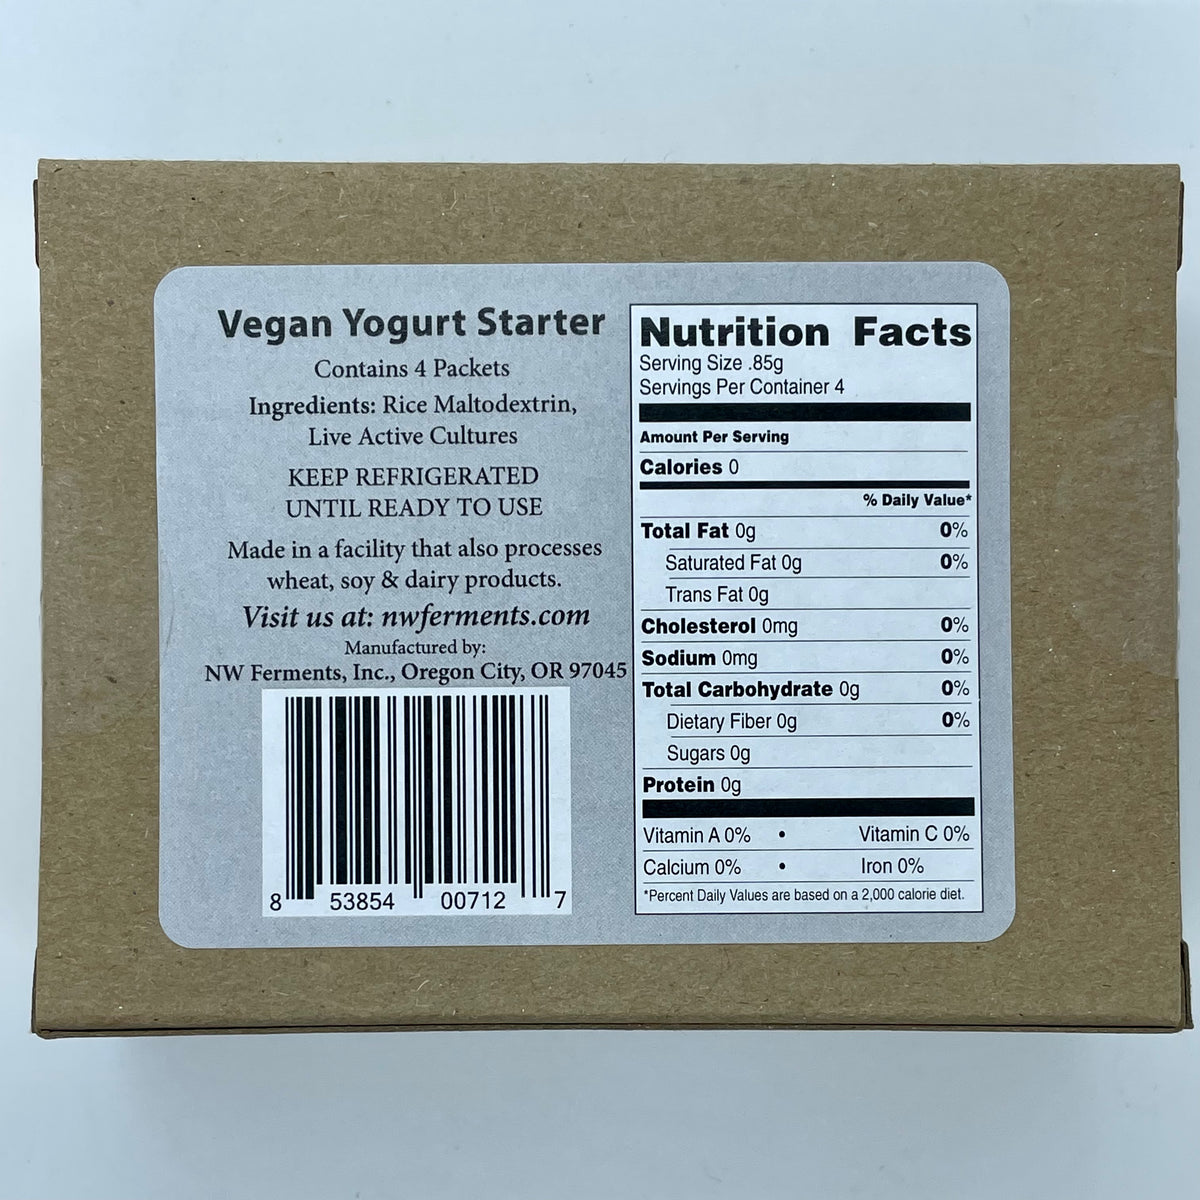 Vegan Yogurt Starter
Contains 4 Packets
Ingredients: Rice Maltodextrin,
Live Active Cultures
KEEP REFRIGERATED
UNTIL READY TO USE
Made in a facility that also processes
wheat, soy & dairy products.
Visit us at: nwferments.com
Manufactured by:
NW Ferments, Inc., Oregon City, OR 97045
8 53854 00712 7
Nutrition Facts
Serving Size .85g
Servings Per Container 4
Amount Per Serving
Calories 0
% Daily Value*
Total Fat 0g 0%
Saturated Fat 0g 0%
Trans Fat 0g
Cholesterol 0mg 0%
Sodium 0mg 0%
Total Carbohydrate 0g 0%
Dietary Fiber 0g 0%
Sugars 0g
Protein 0g
Vitamin A 0% • Vitamin C 0%
Calcium 0% • Iron 0%
*Percent Daily Values are based on a 2,000 calorie diet.